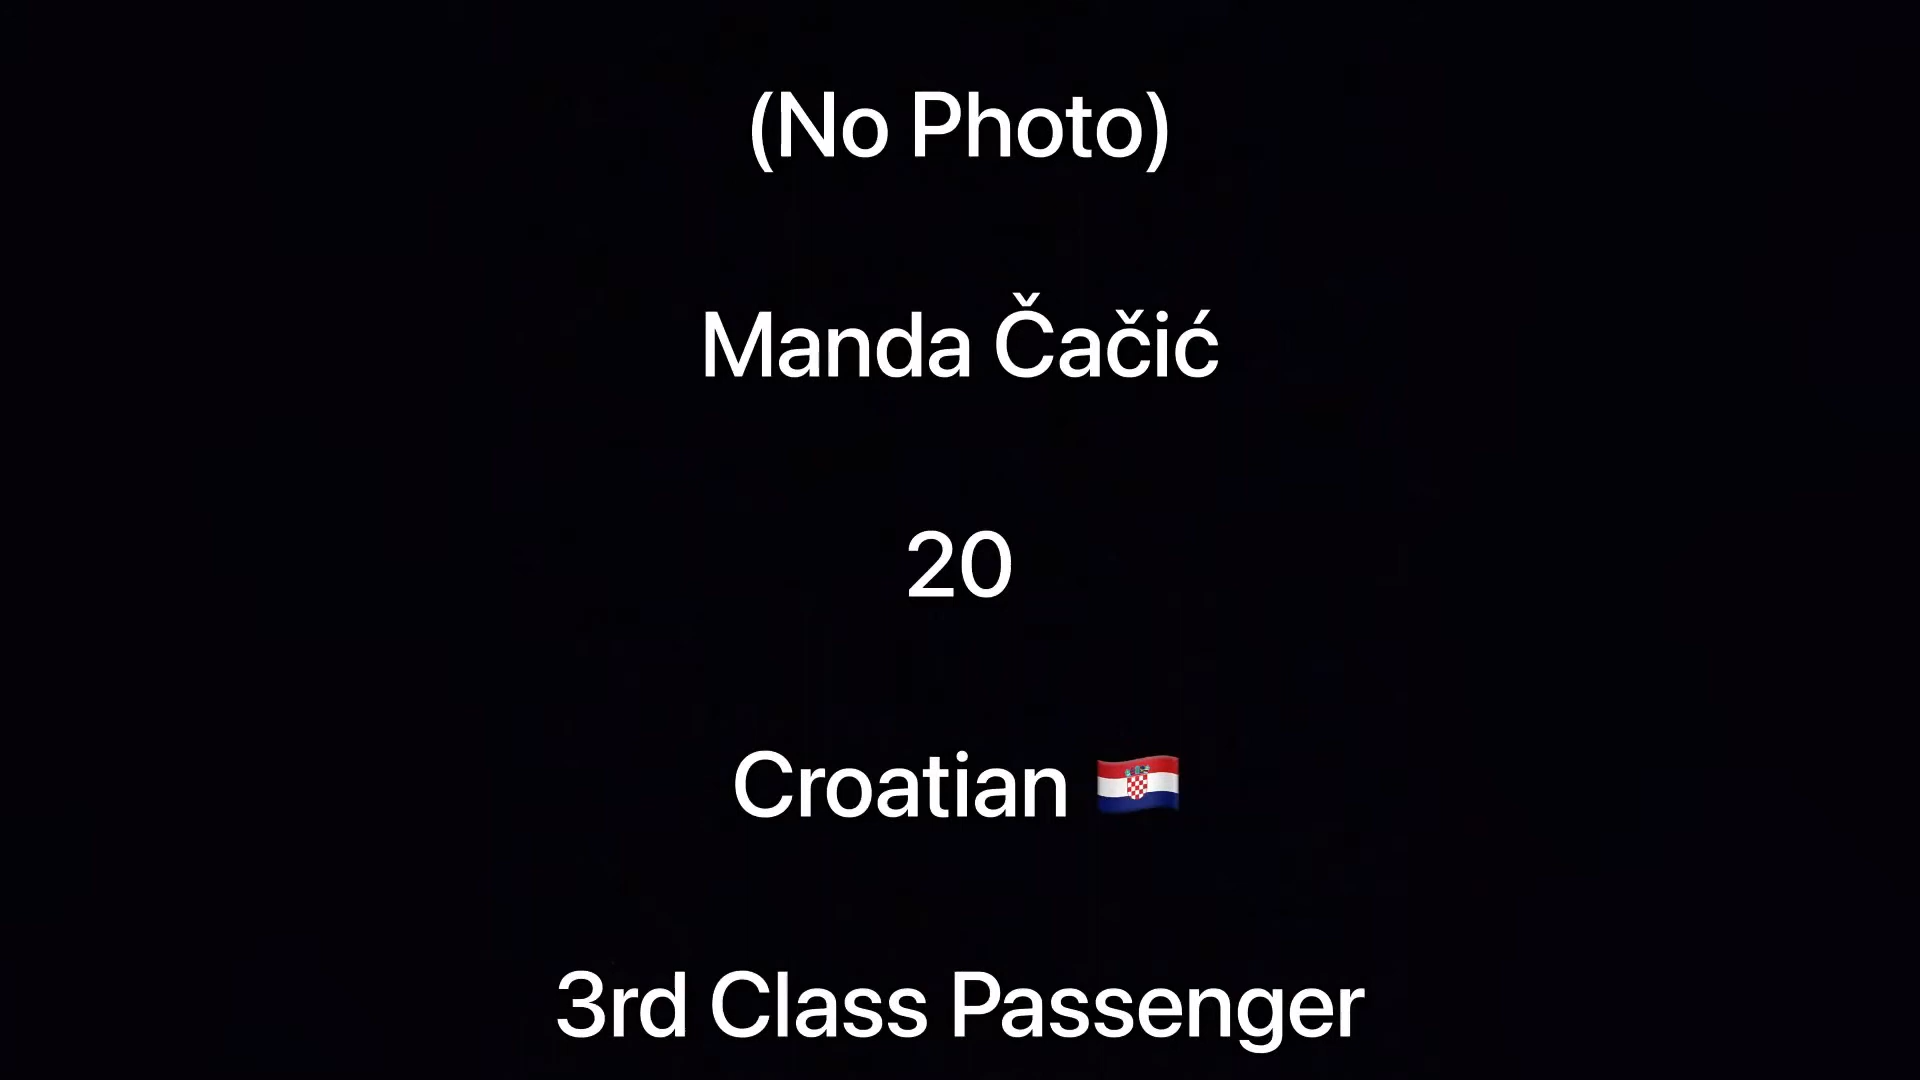 (No Photo)
Manda Čačić
20
Croatian 🇭🇷
3rd Class Passenger